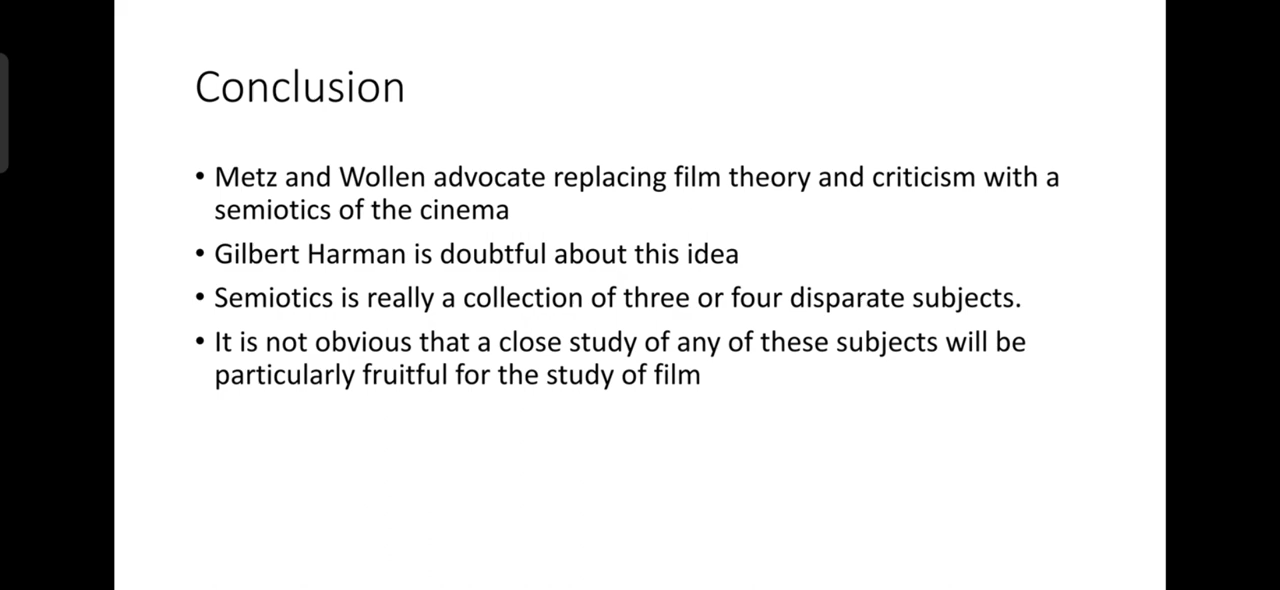 Conclusion
• Metz and Wollen advocate replacing film theory and criticism with a
semiotics of the cinema
• Gilbert Harman is doubtful about this idea
• Semiotics is really a collection of three or four disparate subjects.
• It is not obvious that a close study of any of these subjects will be
particularly fruitful for the study of film